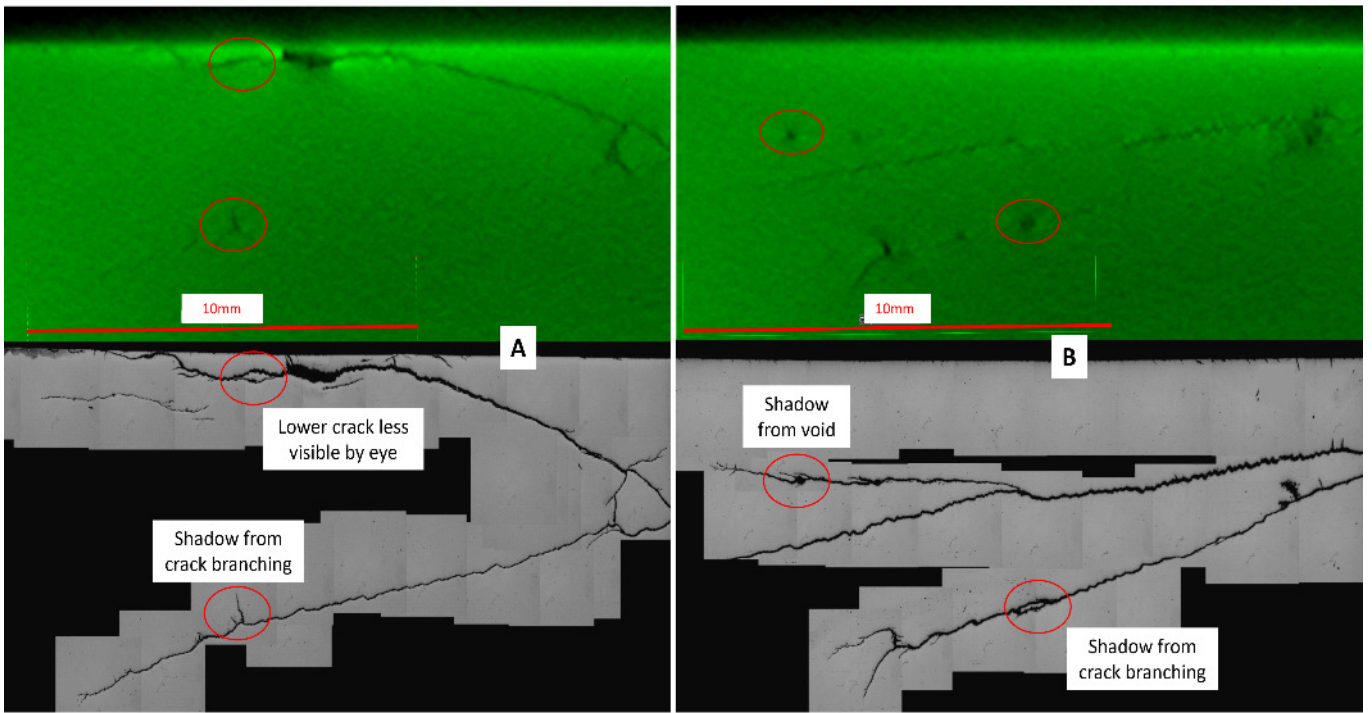 10mm
10mm
A
B
Lower crack less
visible by eye
Shadow
from void
Shadow from
crack branching
Shadow from
crack branching